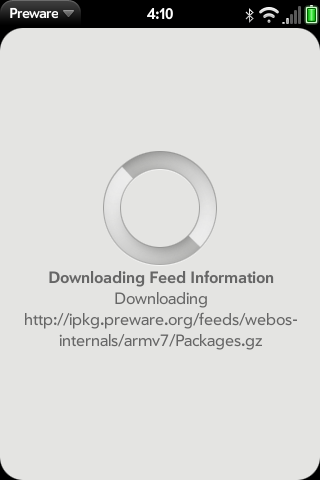 Preware 4:10
Downloading Feed Information
Downloading
http://ipkg.preware.org/feeds/webos-
internals/armv7/Packages.gz